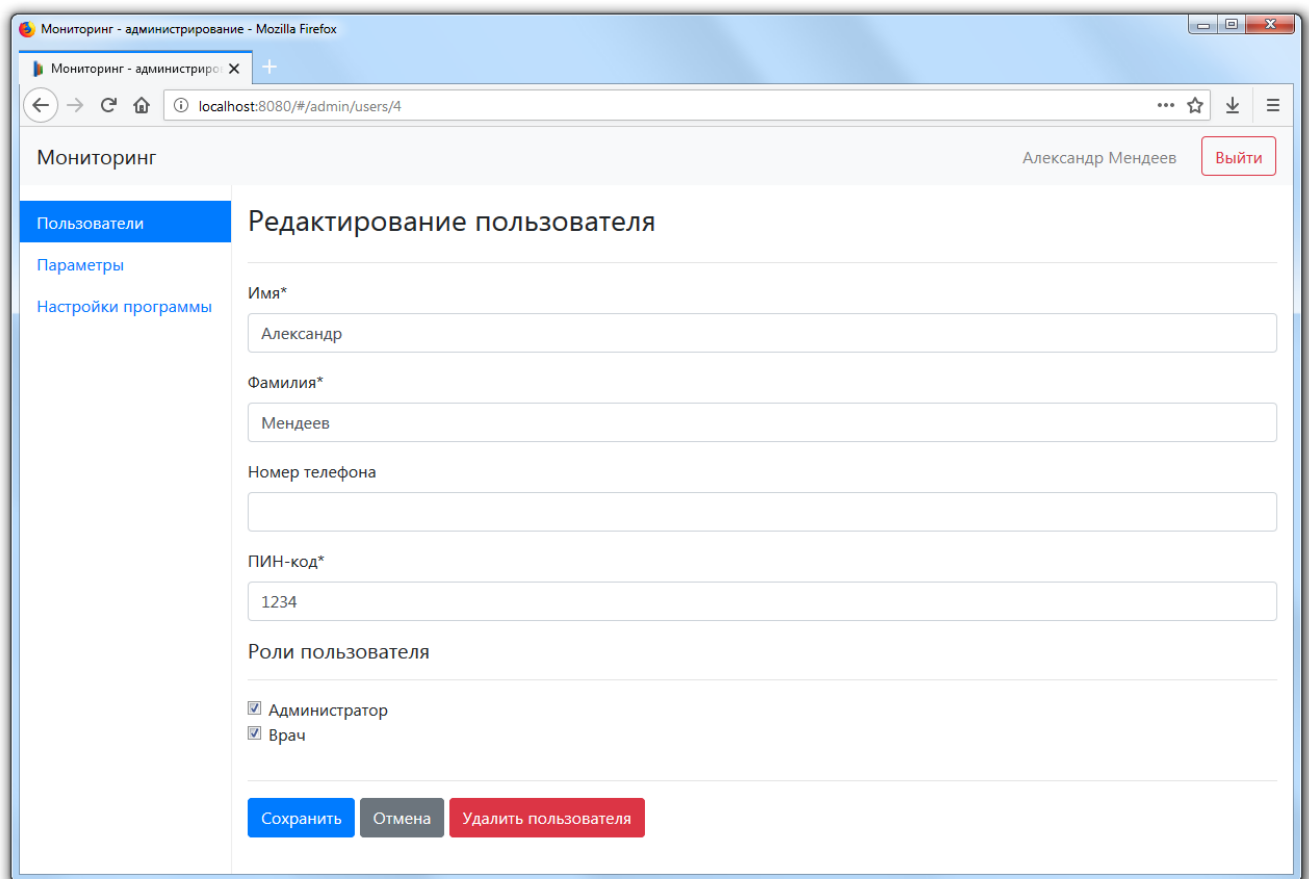 Мониторинг - администрирование - Mozilla Firefox
Мониторинг - администриров
localhost:8080/#/admin/users/4
Мониторинг
Александр Мендеев
Выйти
Пользователи
Параметры
Настройки программы
Редактирование пользователя
Имя*
Александр
Фамилия*
Мендеев
Номер телефона
ПИН-код*
1234
Роли пользователя
Администратор
Врач
Сохранить
Отмена
Удалить пользователя